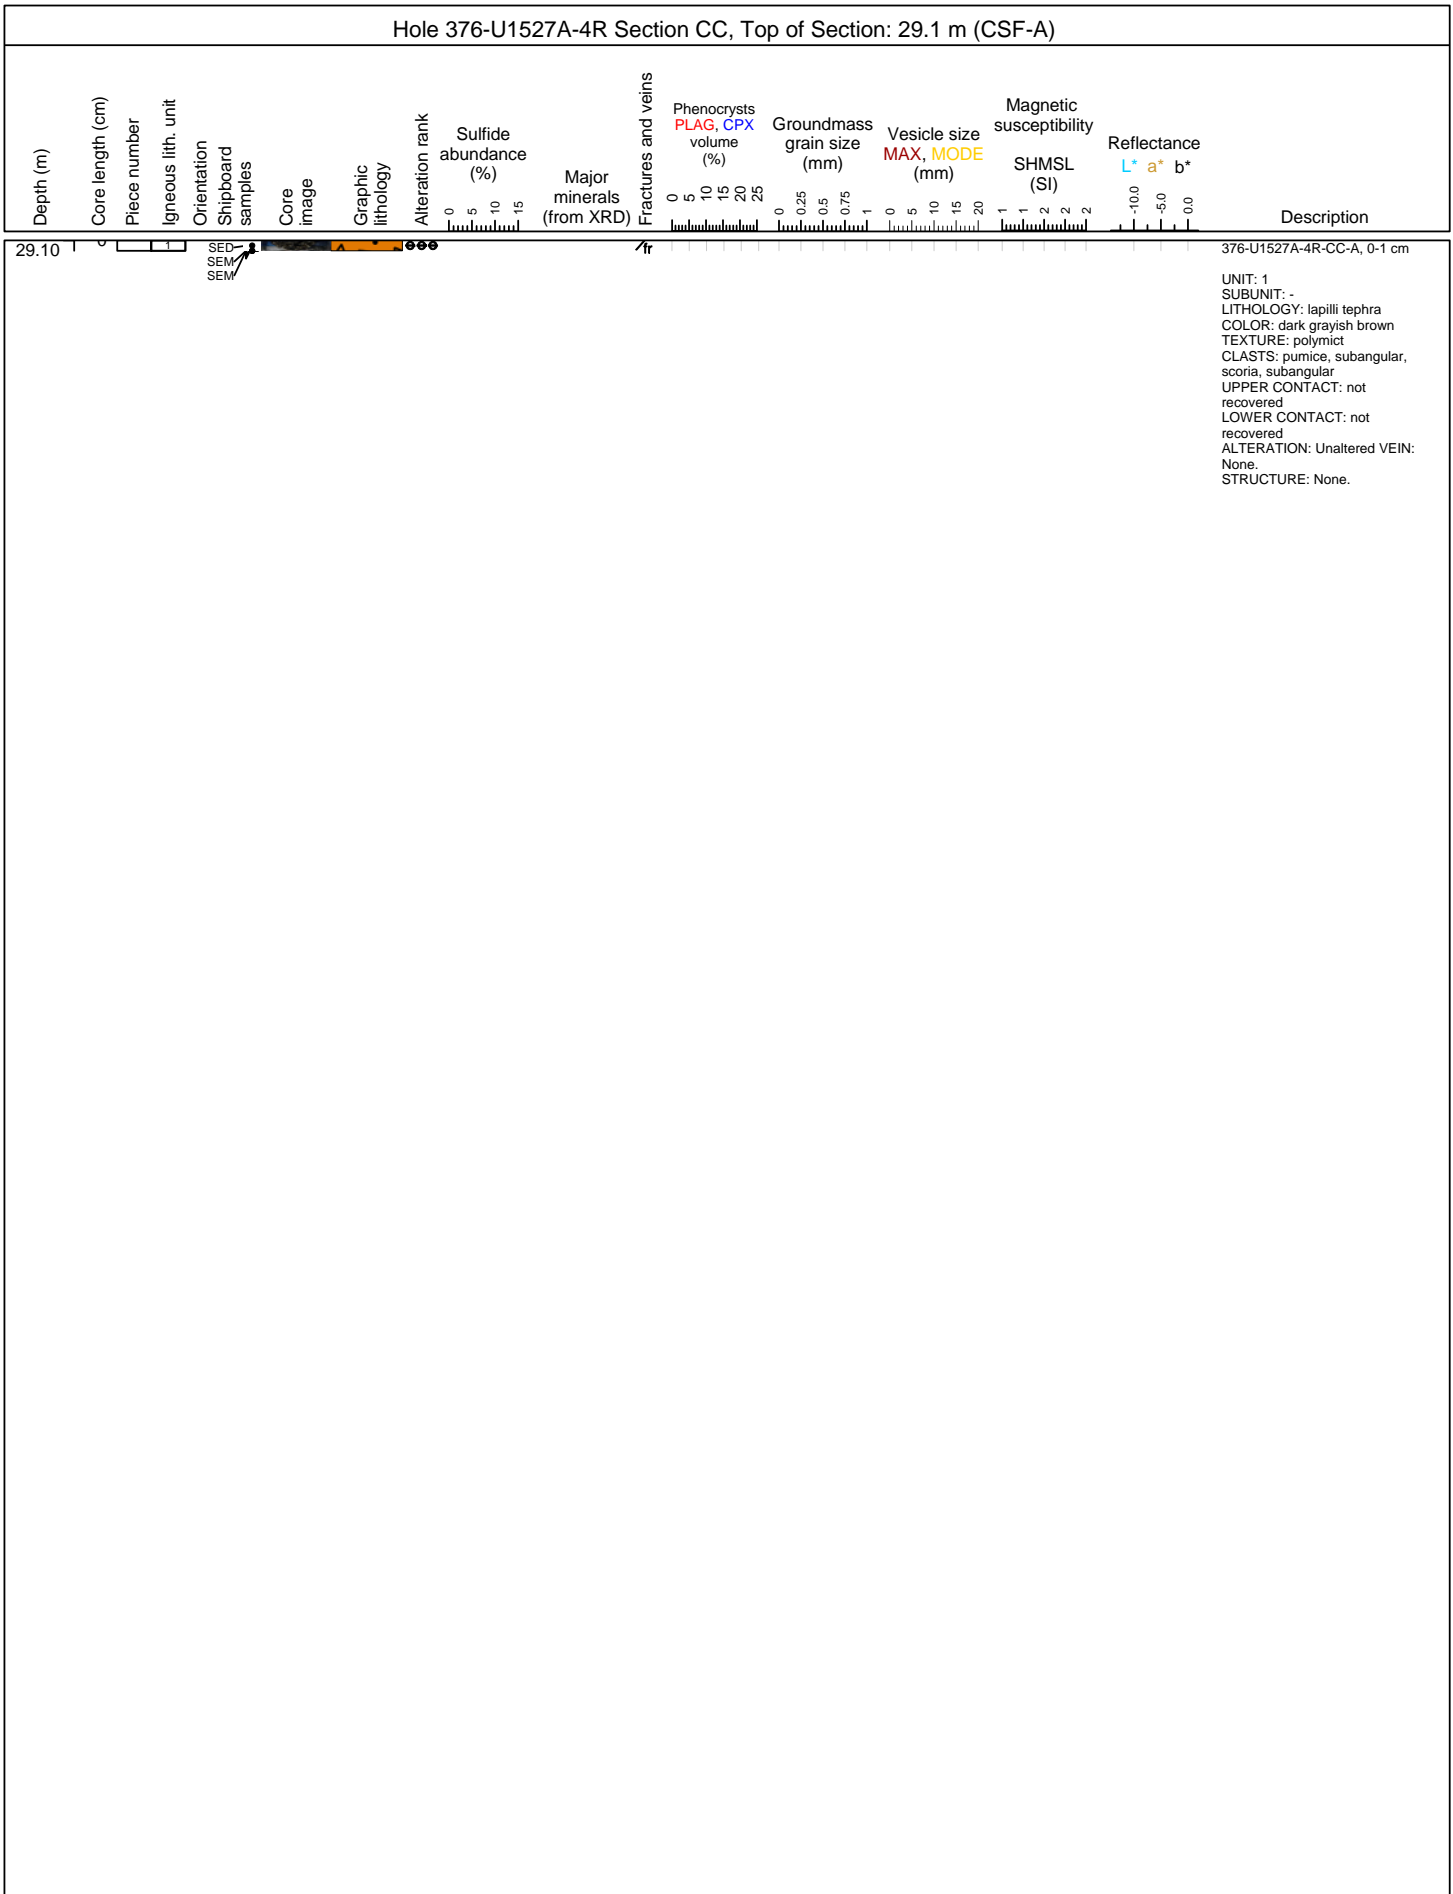 Hole 376-U1527A-4R Section CC, Top of Section: 29.1 m (CSF-A)
Depth (m)
Core length (cm)
Piece number
Igneous lith. unit
Orientation
Shipboard
samples
Core
image
Graphic
lithology
Alteration rank
Sulfide
abundance
(%)
0 5 10 15
Major
minerals
(from XRD)
Fractures and veins
Phenocrysts
PLAG, CPX
volume
(%)
0 5 10 15 20 25
Groundmass
grain size
(mm)
0 0.25 0.5 0.75 1
Vesicle size
MAX, MODE
(mm)
0 5 10 15 20
Magnetic
susceptibility
SHMSL
(SI)
1 1 2 2 2
Reflectance
L* a* b*
-10.0 -5.0 0.0
Description
29.10
0
1
SED
SEM
SEM
fr
376-U1527A-4R-CC-A, 0-1 cm
UNIT: 1
SUBUNIT: -
LITHOLOGY: lapilli tephra
COLOR: dark grayish brown
TEXTURE: polymict
CLASTS: pumice, subangular,
scoria, subangular
UPPER CONTACT: not
recovered
LOWER CONTACT: not
recovered
ALTERATION: Unaltered VEIN:
None.
STRUCTURE: None.